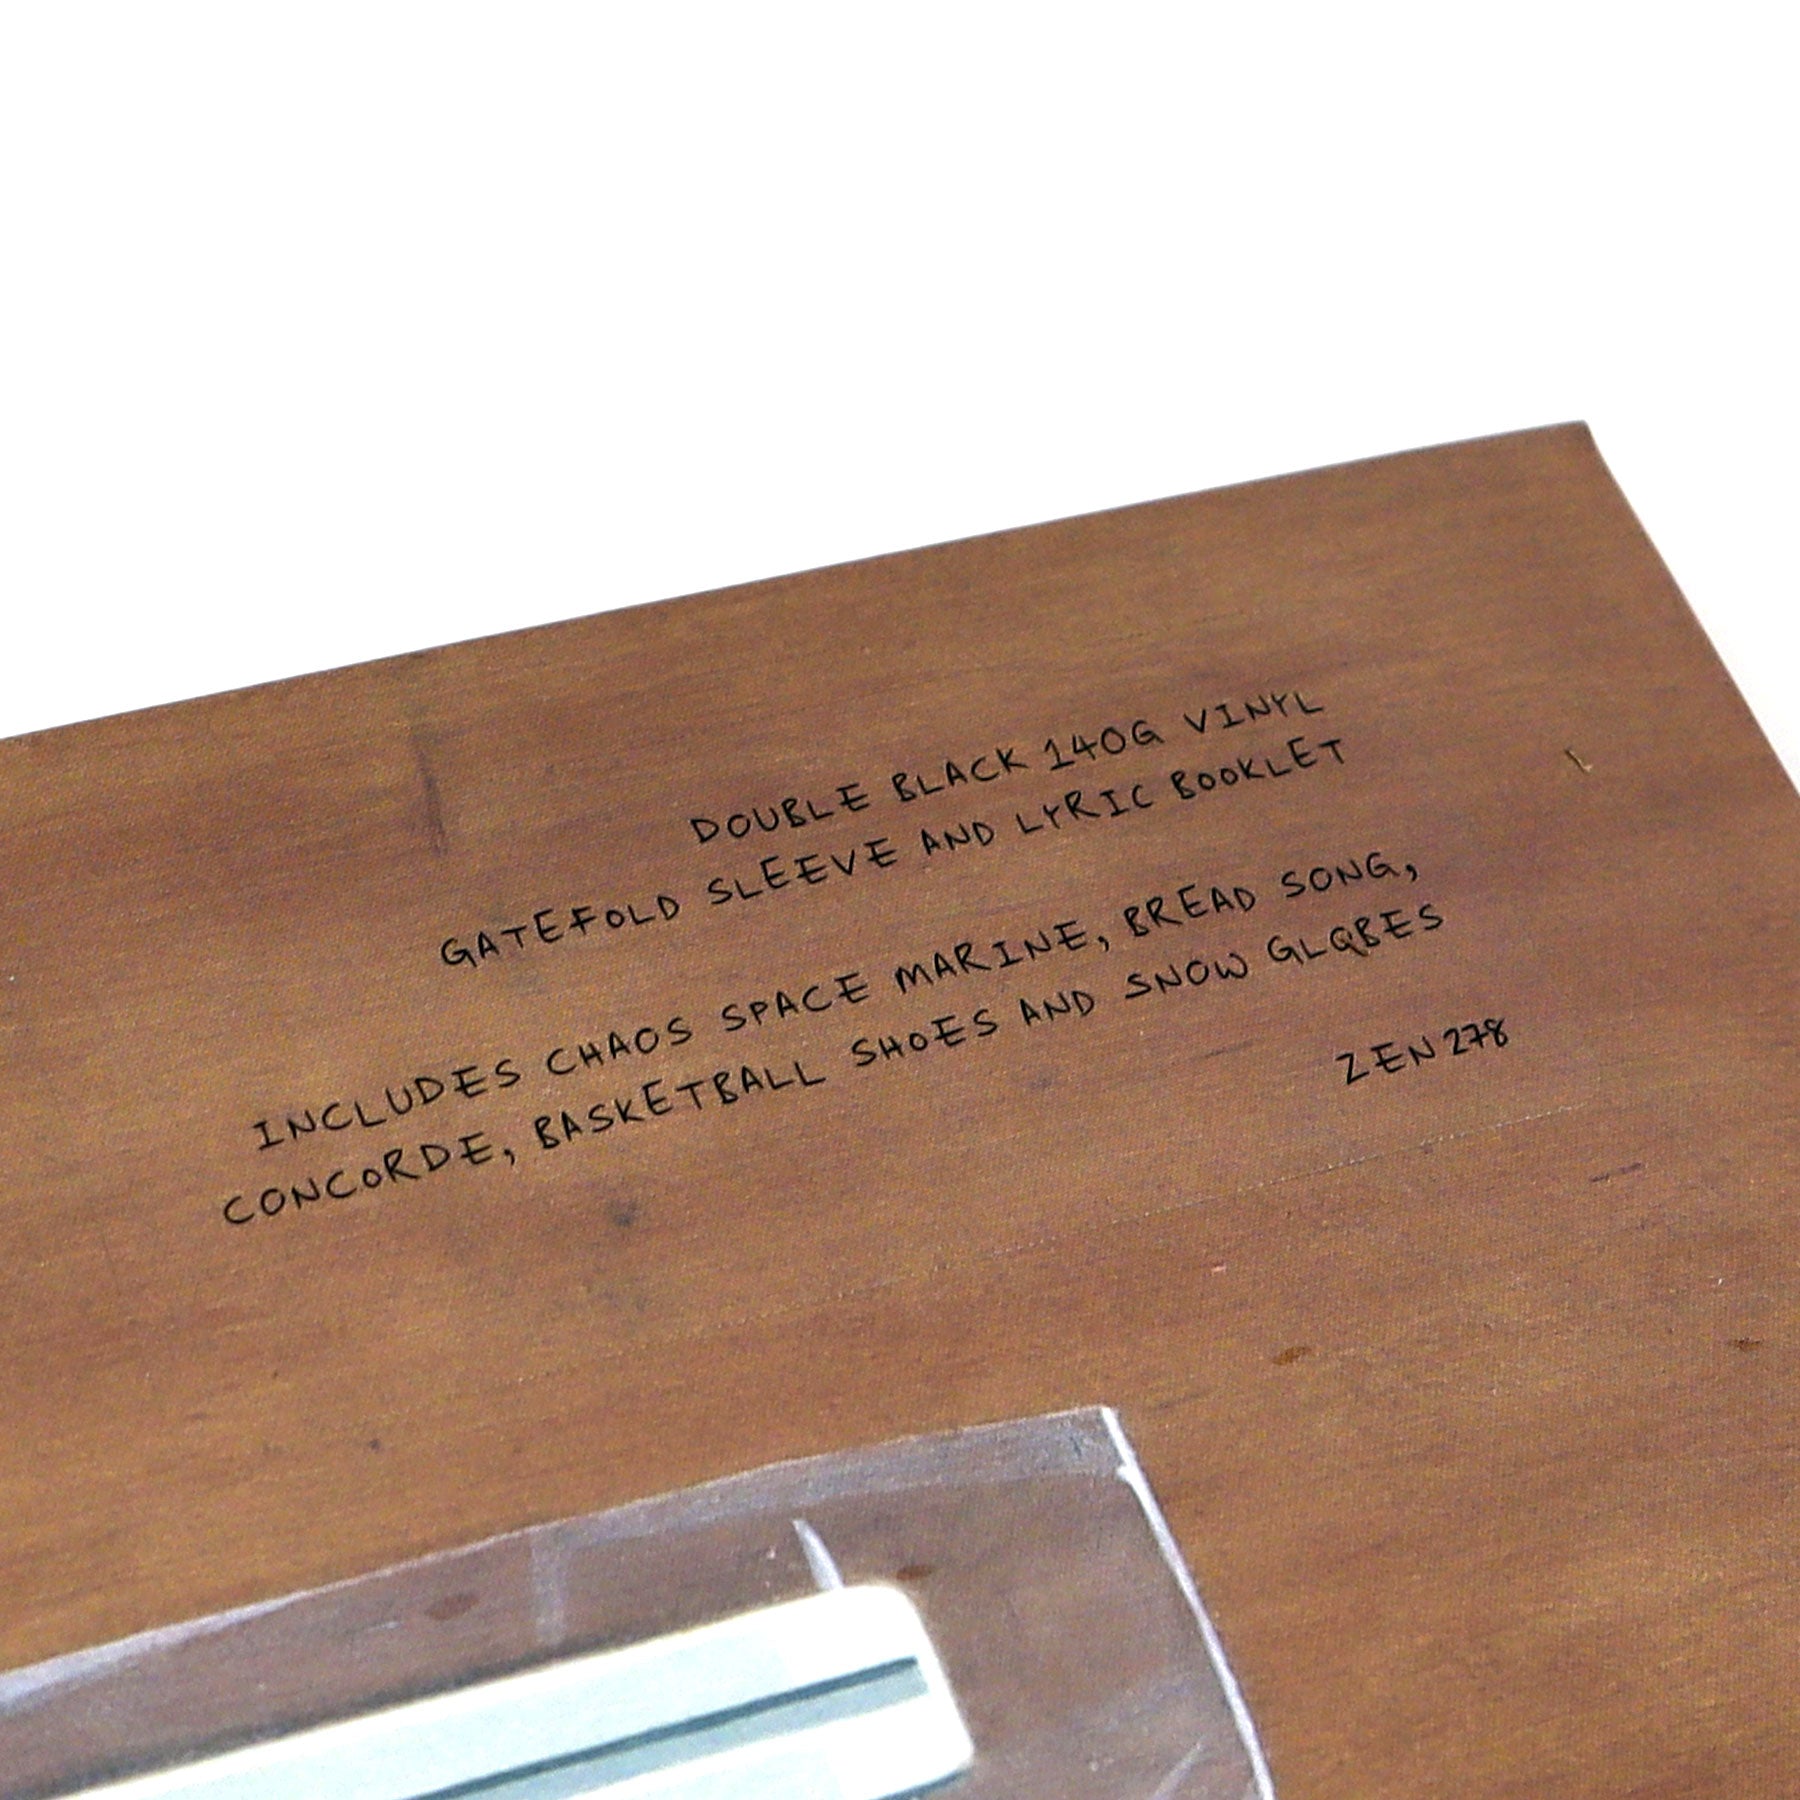 DOUBLE BLACK 140G VINYL
GATEFOLD SLEEVE AND LYRIC BOOKLET
INCLUDES CHAOS SPACE MARINE, BREAD SONG,
CONCORDE, BASKETBALL SHOES AND SNOW GLOBES
ZEN278